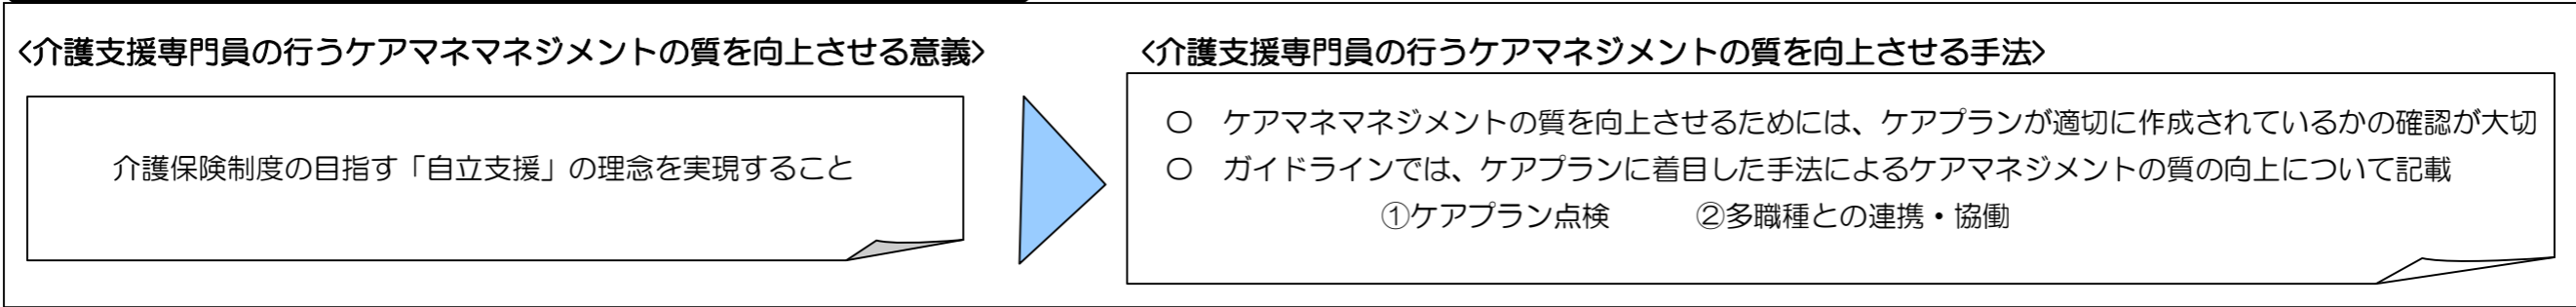 <介護支援専門員の行うケアマネマネジメントの質を向上させる意義>
介護保険制度の目指す「自立支援」の理念を実現すること
<介護支援専門員の行うケアマネジメントの質を向上させる手法>
○　ケアマネマネジメントの質を向上させるためには、ケアプランが適切に作成されているかの確認が大切
○　ガイドラインでは、ケアプランに着目した手法によるケアマネジメントの質の向上について記載
①ケアプラン点検　　②多職種との連携・協働